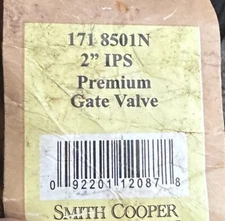 171 8501N
2" IPS
Premium
Gate Valve
0 92201 12087 8
SMITH COOPER